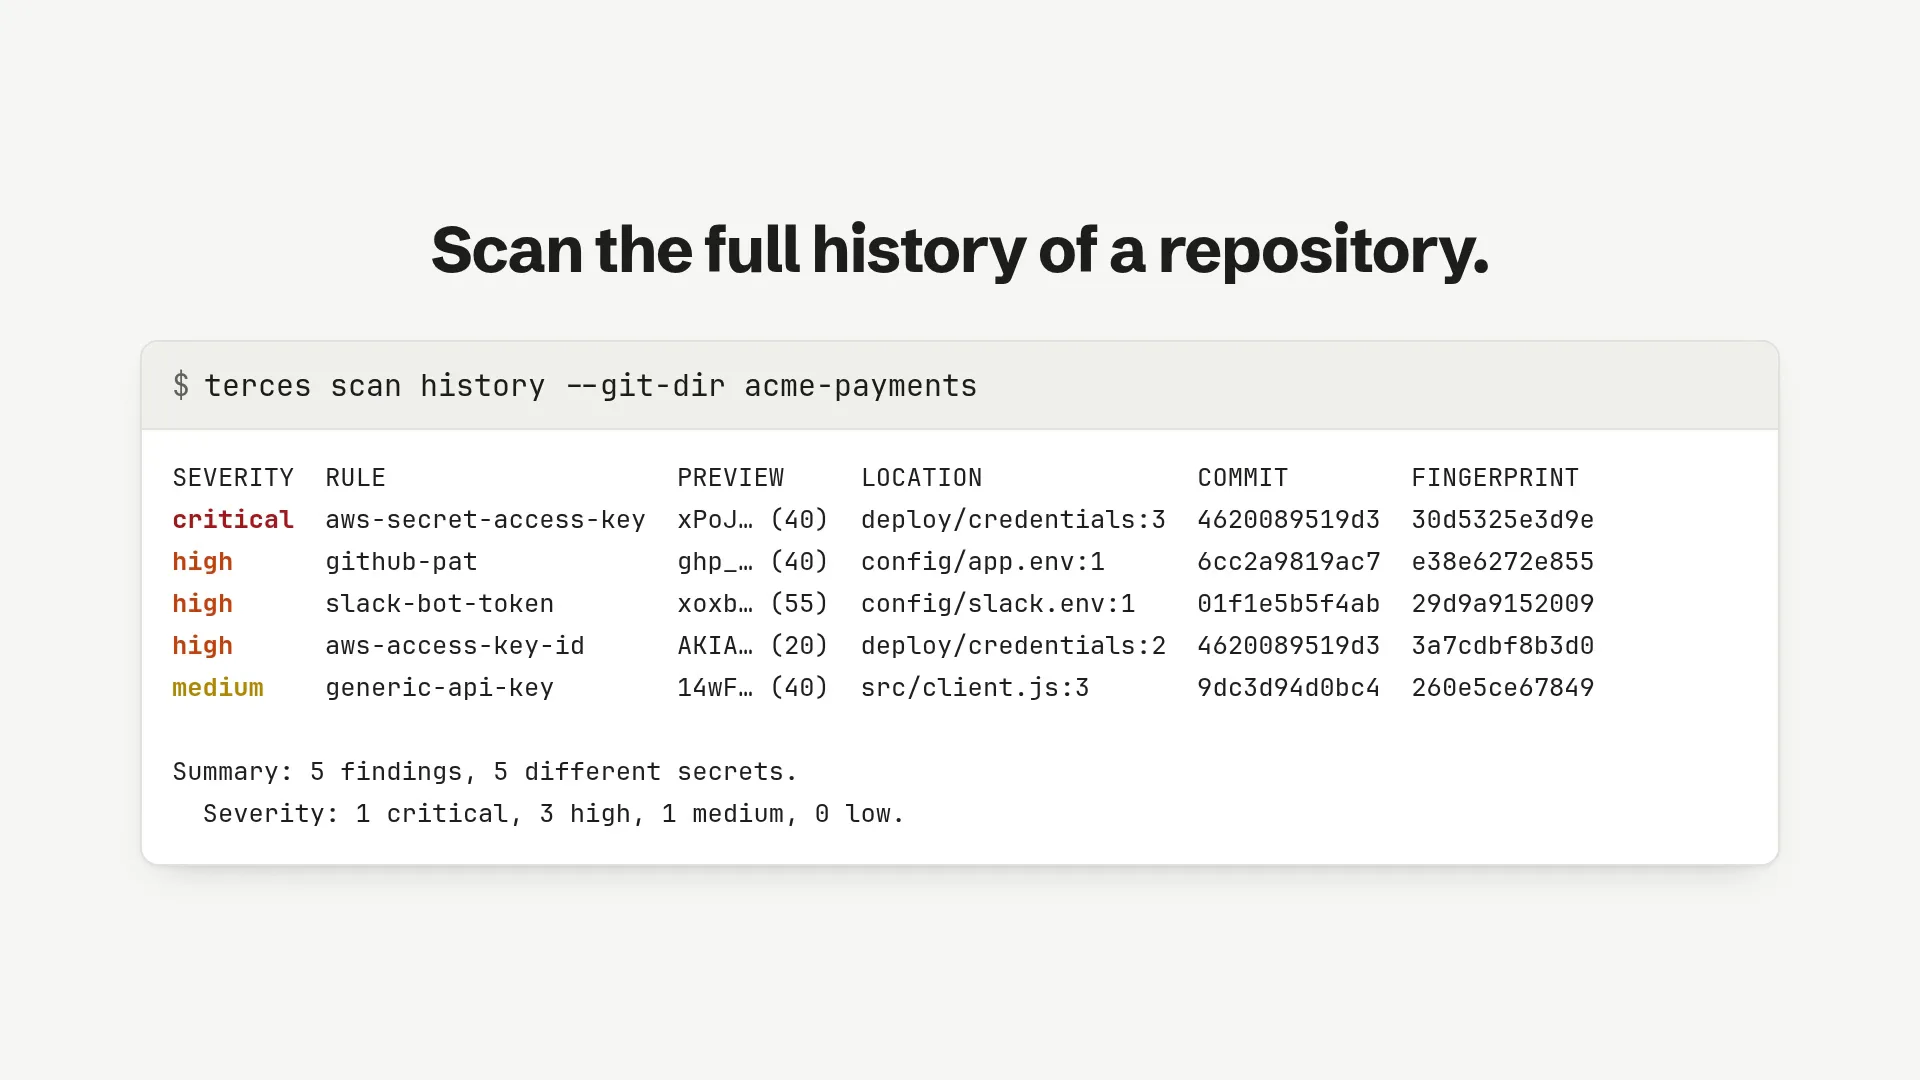 Scan the full history of a repository.
$ terces scan history --git-dir acme-payments
SEVERITY  RULE                   PREVIEW     LOCATION              COMMIT        FINGERPRINT
critical  aws-secret-access-key  xPoJ… (40)  deploy/credentials:3  4620089519d3  30d5325e3d9e
high      github-pat             ghp_… (40)  config/app.env:1      6cc2a9819ac7  e38e6272e855
high      slack-bot-token        xoxb… (55)  config/slack.env:1    01f1e5b5f4ab  29d9a9152009
high      aws-access-key-id      AKIA… (20)  deploy/credentials:2  4620089519d3  3a7cdbf8b3d0
medium    generic-api-key        14wF… (40)  src/client.js:3       9dc3d94d0bc4  260e5ce67849
Summary: 5 findings, 5 different secrets.
  Severity: 1 critical, 3 high, 1 medium, 0 low.